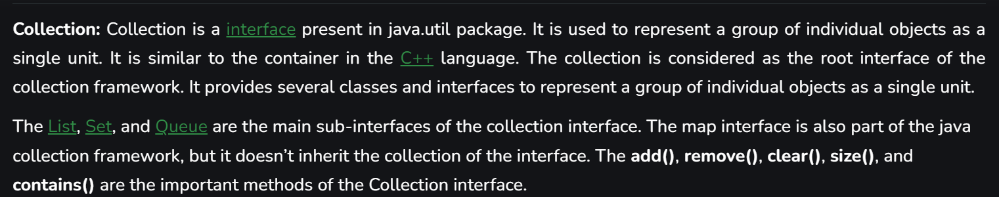 Collection: Collection is a interface present in java.util package. It is used to represent a group of individual objects as a
single unit. It is similar to the container in the C++ language. The collection is considered as the root interface of the
collection framework. It provides several classes and interfaces to represent a group of individual objects as a single unit.
The List, Set, and Queue are the main sub-interfaces of the collection interface. The map interface is also part of the java
collection framework, but it doesn’t inherit the collection of the interface. The add(), remove(), clear(), size(), and
contains() are the important methods of the Collection interface.